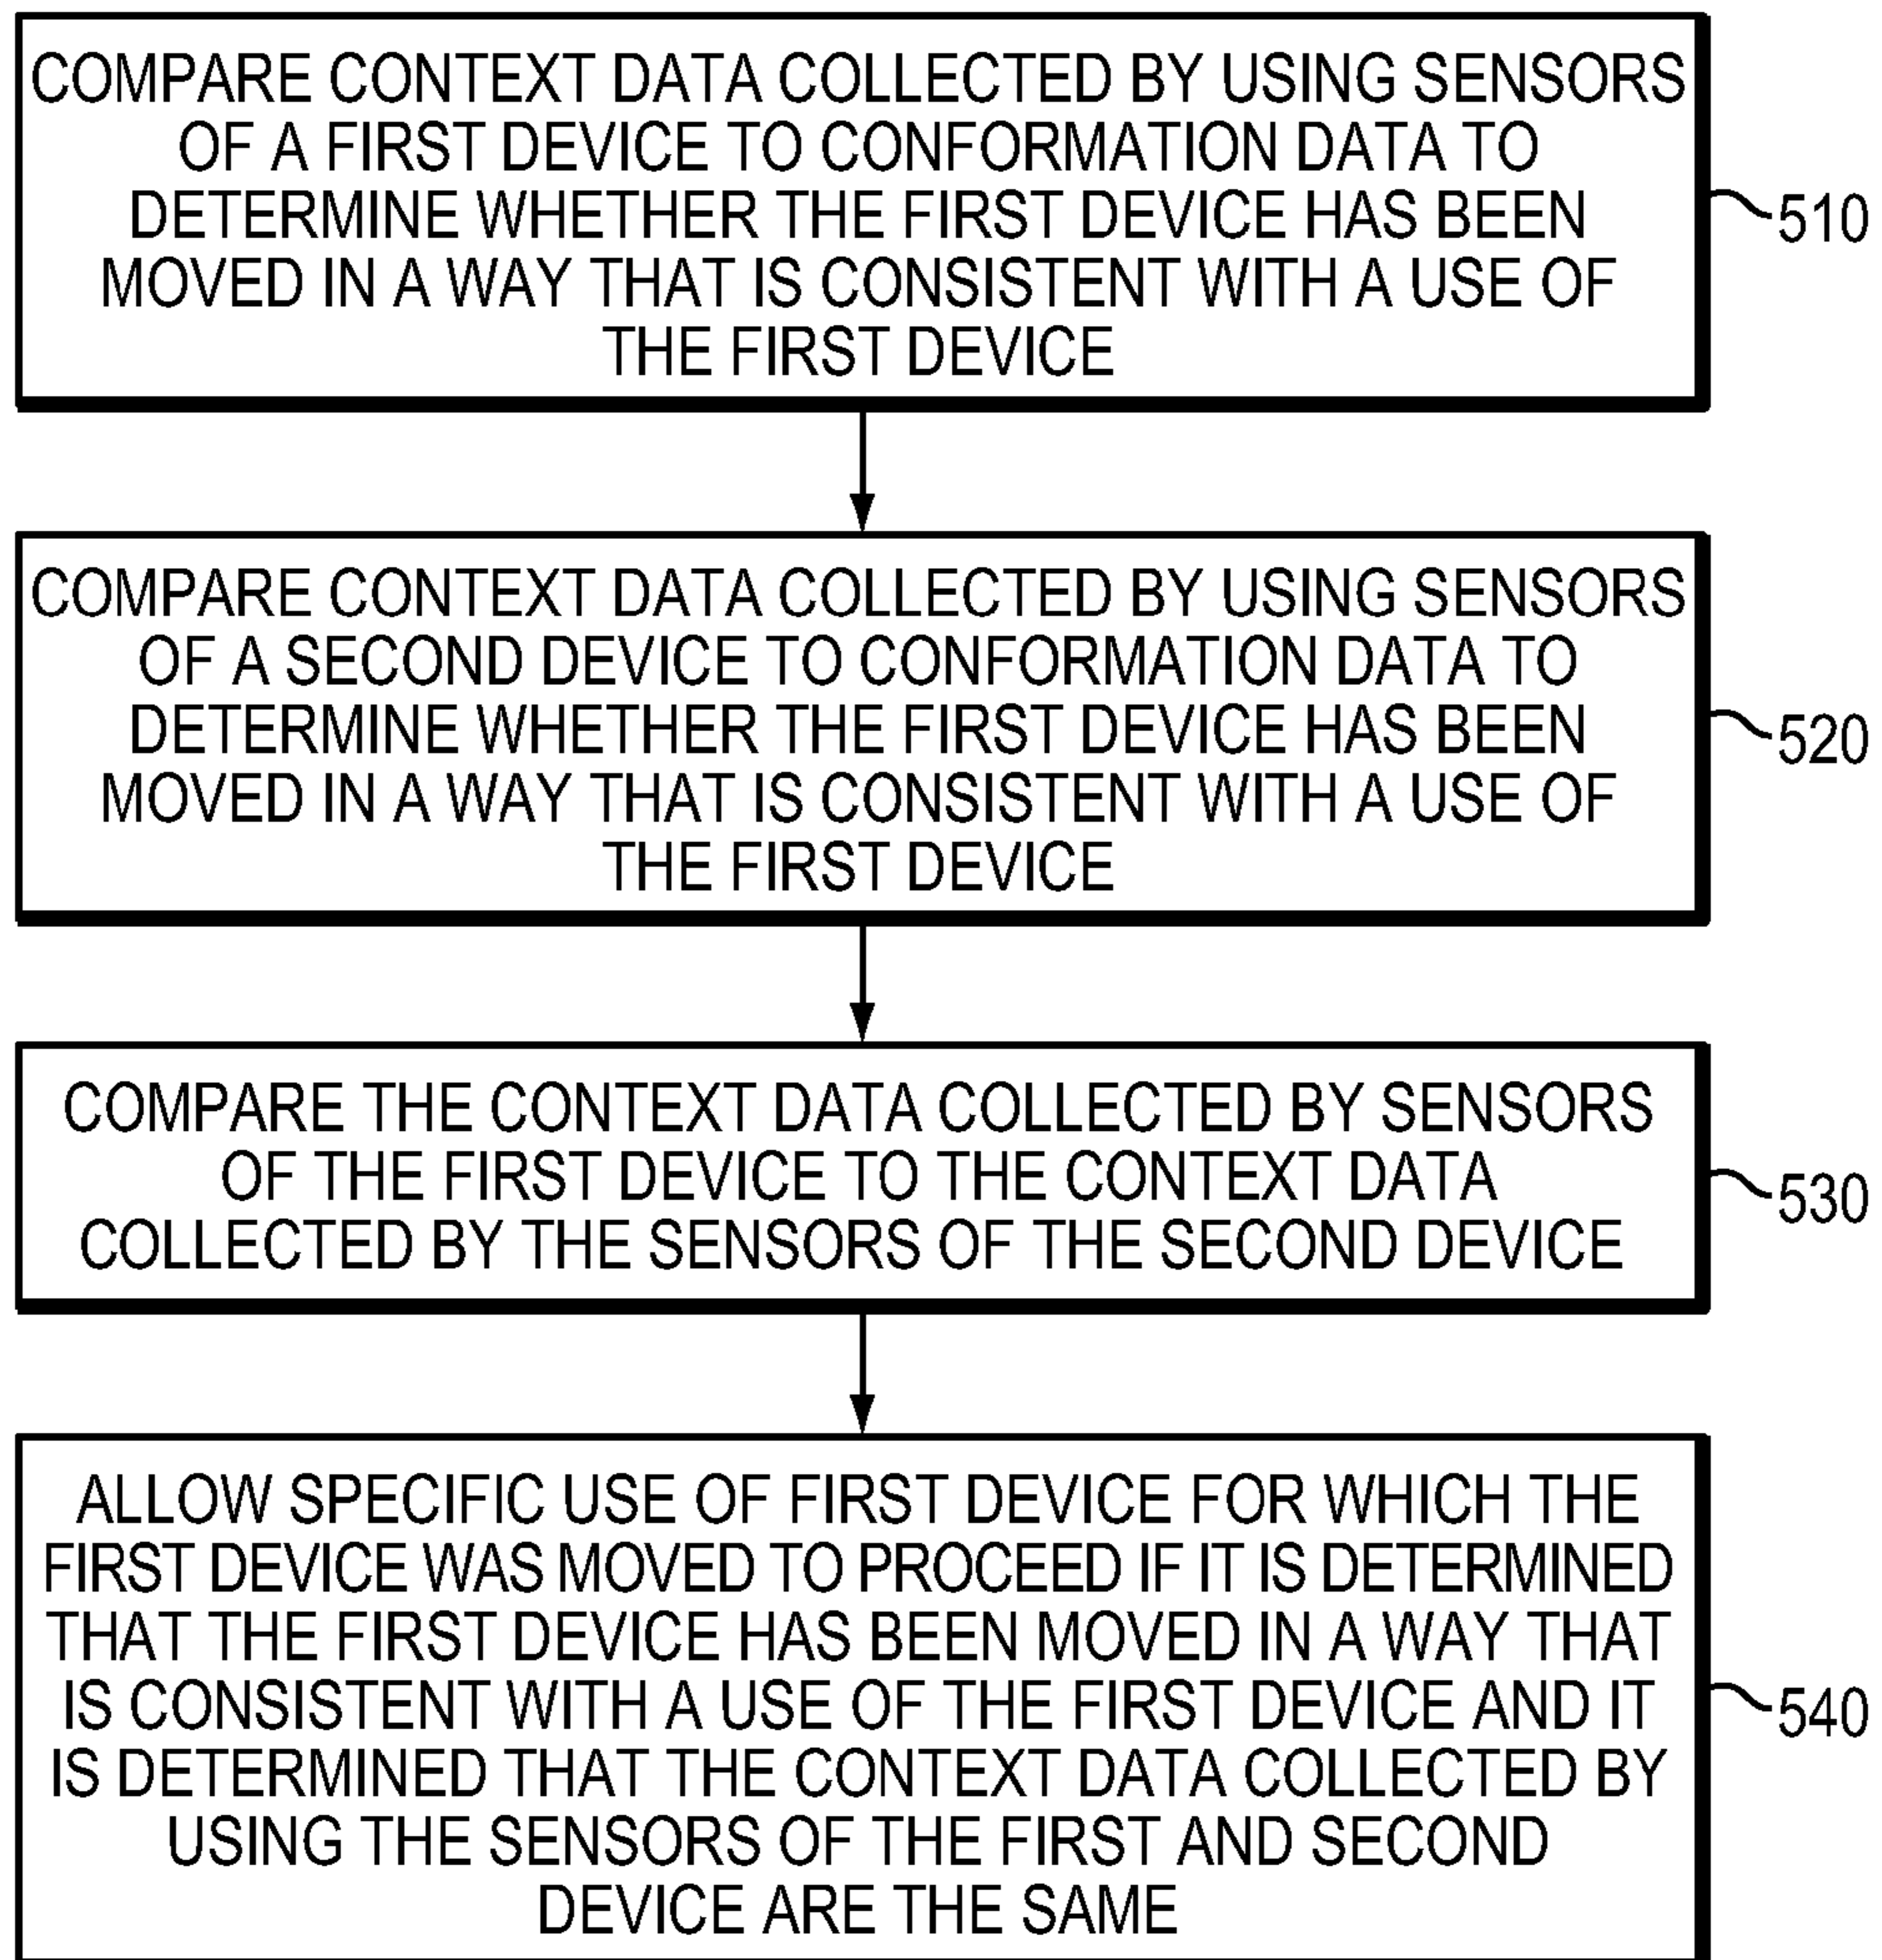 COMPARE CONTEXT DATA COLLECTED BY USING SENSORS
OF A FIRST DEVICE TO CONFORMATION DATA TO
DETERMINE WHETHER THE FIRST DEVICE HAS BEEN
MOVED IN A WAY THAT IS CONSISTENT WITH A USE OF
THE FIRST DEVICE
510
COMPARE CONTEXT DATA COLLECTED BY USING SENSORS
OF A SECOND DEVICE TO CONFORMATION DATA TO
DETERMINE WHETHER THE FIRST DEVICE HAS BEEN
MOVED IN A WAY THAT IS CONSISTENT WITH A USE OF
THE FIRST DEVICE
520
COMPARE THE CONTEXT DATA COLLECTED BY SENSORS
OF THE FIRST DEVICE TO THE CONTEXT DATA
COLLECTED BY THE SENSORS OF THE SECOND DEVICE
530
ALLOW SPECIFIC USE OF FIRST DEVICE FOR WHICH THE
FIRST DEVICE WAS MOVED TO PROCEED IF IT IS DETERMINED
THAT THE FIRST DEVICE HAS BEEN MOVED IN A WAY THAT
IS CONSISTENT WITH A USE OF THE FIRST DEVICE AND IT
IS DETERMINED THAT THE CONTEXT DATA COLLECTED BY
USING THE SENSORS OF THE FIRST AND SECOND
DEVICE ARE THE SAME
540